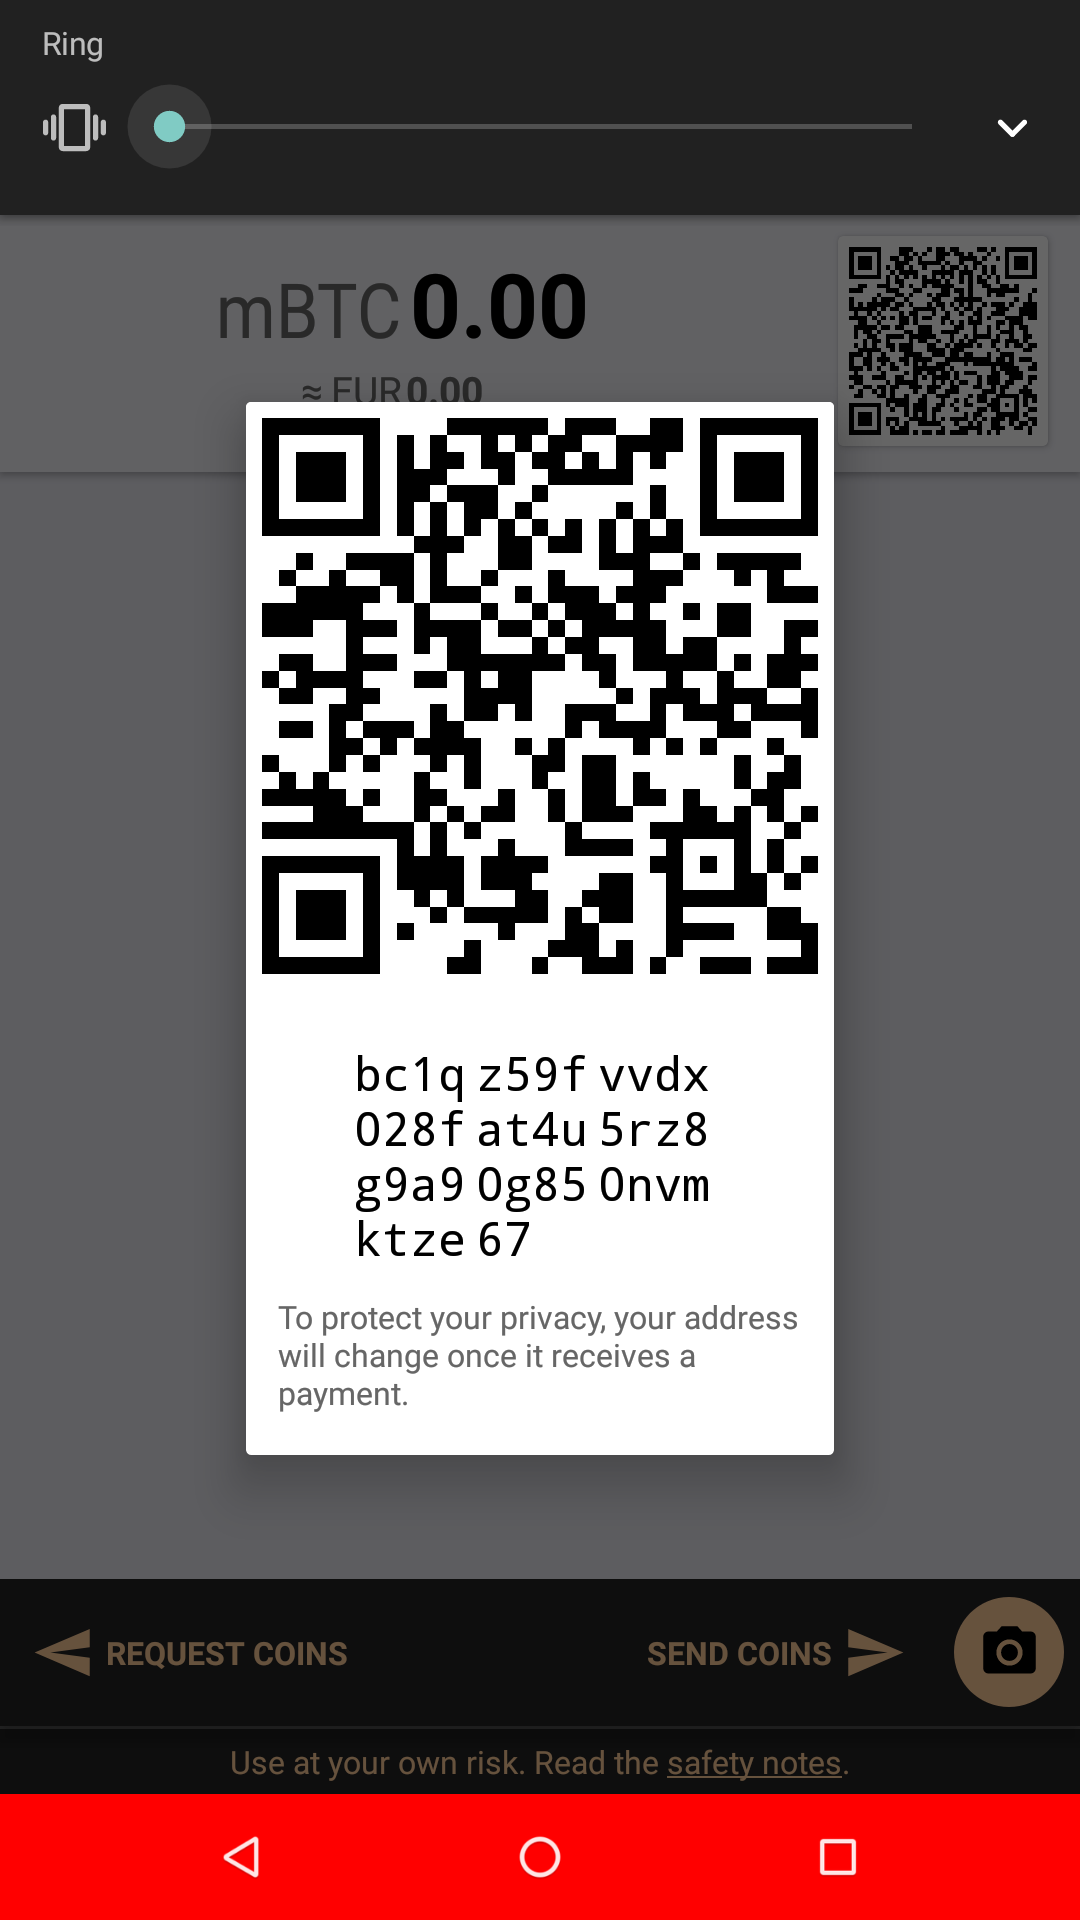 Ring
mBTC 0.00
≈ EUR 0.00
bc1q z59f vvdx
028f at4u 5rz8
g9a9 0g85 0nvm
ktze 67
To protect your privacy, your address
will change once it receives a
payment.
REQUEST COINS SEND COINS
Use at your own risk. Read the safety notes.